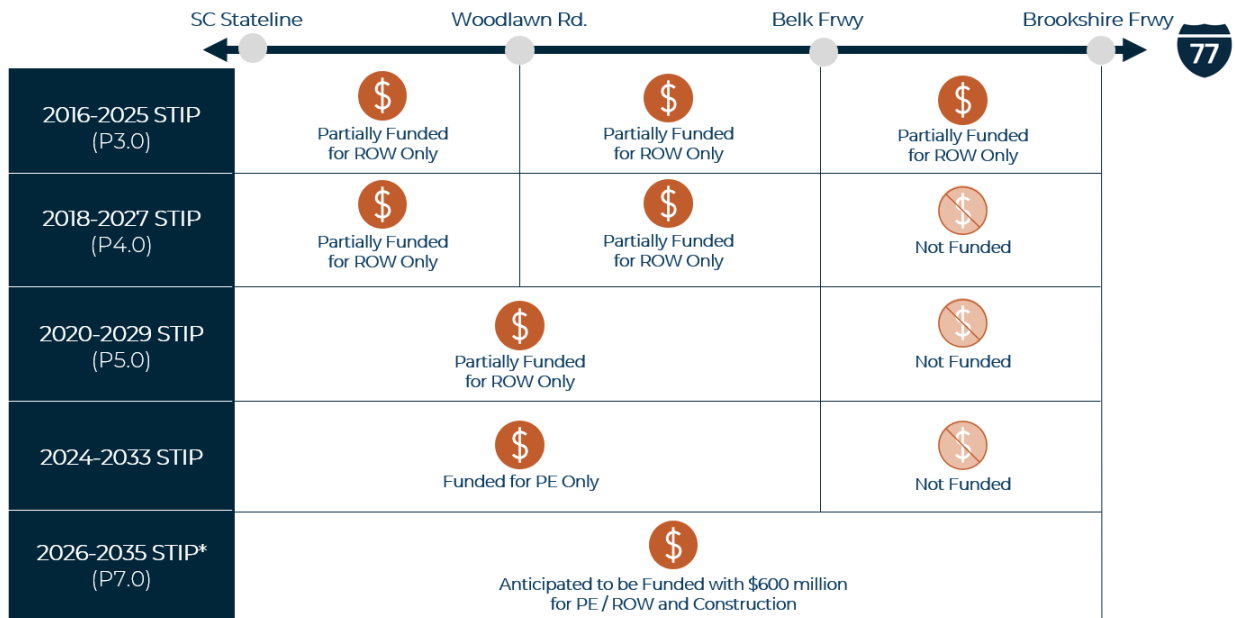 SC Stateline
Woodlawn Rd.
Belk Frwy
Brookshire Frwy
77
2016-2025 STIP
(P3.0)
$
Partially Funded
for ROW Only
$
Partially Funded
for ROW Only
$
Partially Funded
for ROW Only
2018-2027 STIP
(P4.0)
$
Partially Funded
for ROW Only
$
Partially Funded
for ROW Only
$
Not Funded
2020-2029 STIP
(P5.0)
$
Partially Funded
for ROW Only
$
Not Funded
2024-2033 STIP
$
Funded for PE Only
$
Not Funded
2026-2035 STIP*
(P7.0)
$
Anticipated to be Funded with $600 million
for PE / ROW and Construction